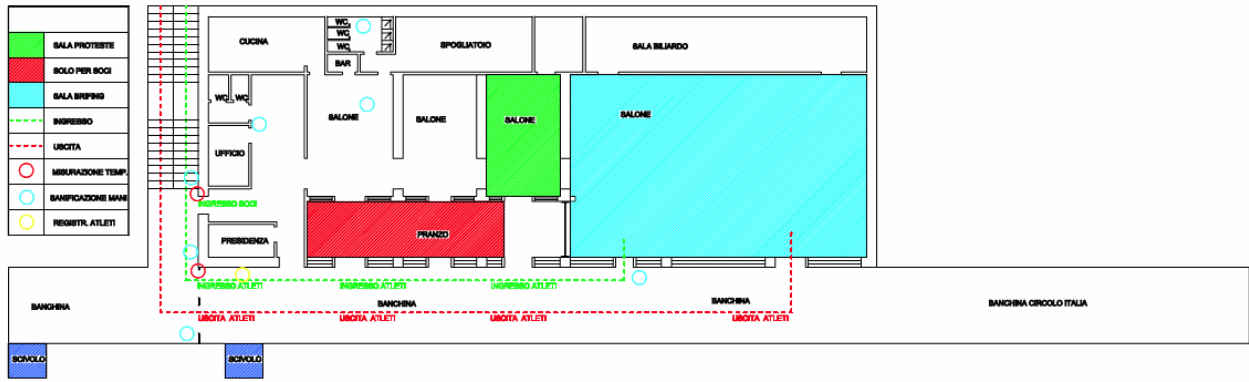 SALA PROTESTE
SOLO PER SOCI
SALA BRIFING
INGRESSO
USCITA
MISURAZIONE TEMP.
SANIFICAZIONE MANI
REGISTR. ATLETI
CUCINA
WC
WC
WC
BAR
SPOGLIATOIO
SALA BILIARDO
WC
WC
SALONE
SALONE
SALONE
SALONE
UFFICIO
INGRESSO SOCI
PRESIDENZA
PRANZO
INGRESSO ATLETI
INGRESSO ATLETI
INGRESSO ATLETI
BANCHINA
BANCHINA
BANCHINA
BANCHINA CIRCOLO ITALIA
USCITA ATLETI
USCITA ATLETI
USCITA ATLETI
USCITA ATLETI
SCIVOLO
SCIVOLO